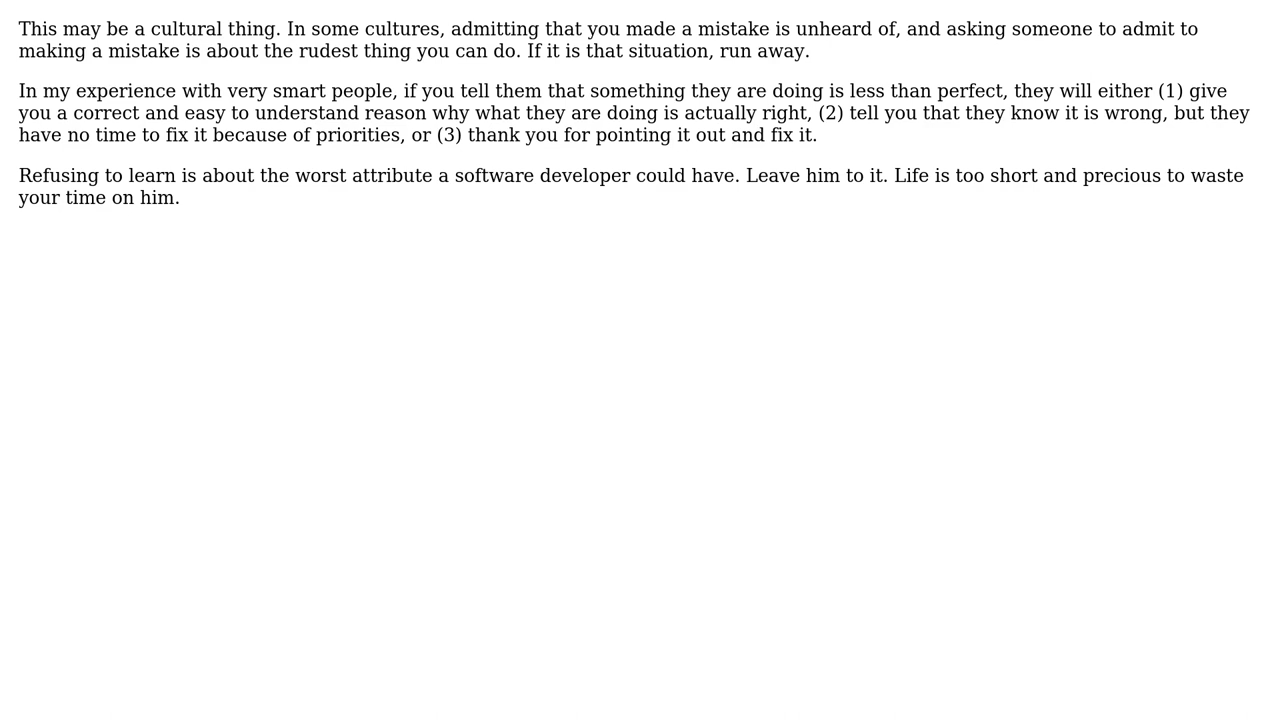 This may be a cultural thing. In some cultures, admitting that you made a mistake is unheard of, and asking someone to admit to
making a mistake is about the rudest thing you can do. If it is that situation, run away.
In my experience with very smart people, if you tell them that something they are doing is less than perfect, they will either (1) give
you a correct and easy to understand reason why what they are doing is actually right, (2) tell you that they know it is wrong, but they
have no time to fix it because of priorities, or (3) thank you for pointing it out and fix it.
Refusing to learn is about the worst attribute a software developer could have. Leave him to it. Life is too short and precious to waste
your time on him.